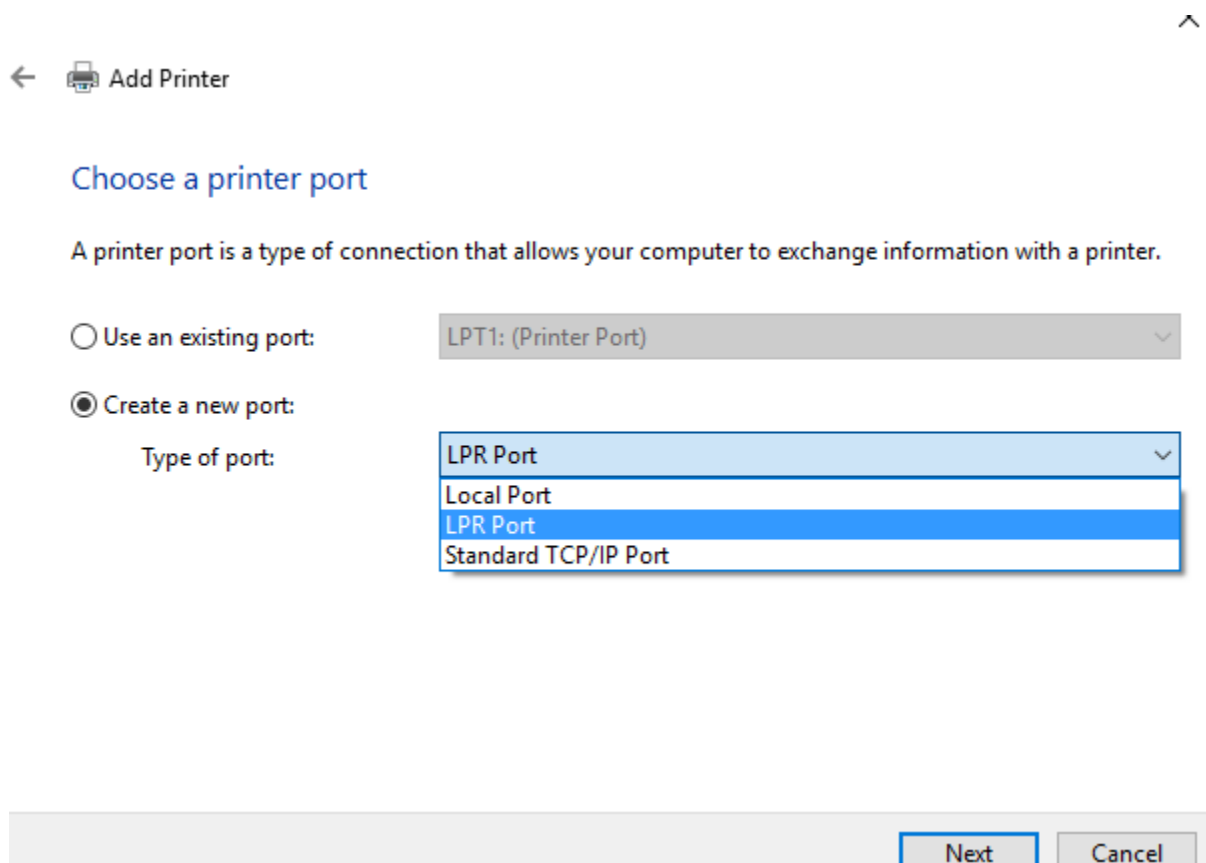 Add Printer
Choose a printer port
A printer port is a type of connection that allows your computer to exchange information with a printer.
Use an existing port: LPT1: (Printer Port)
Create a new port:
Type of port: LPR Port
Local Port
LPR Port
Standard TCP/IP Port
Next Cancel